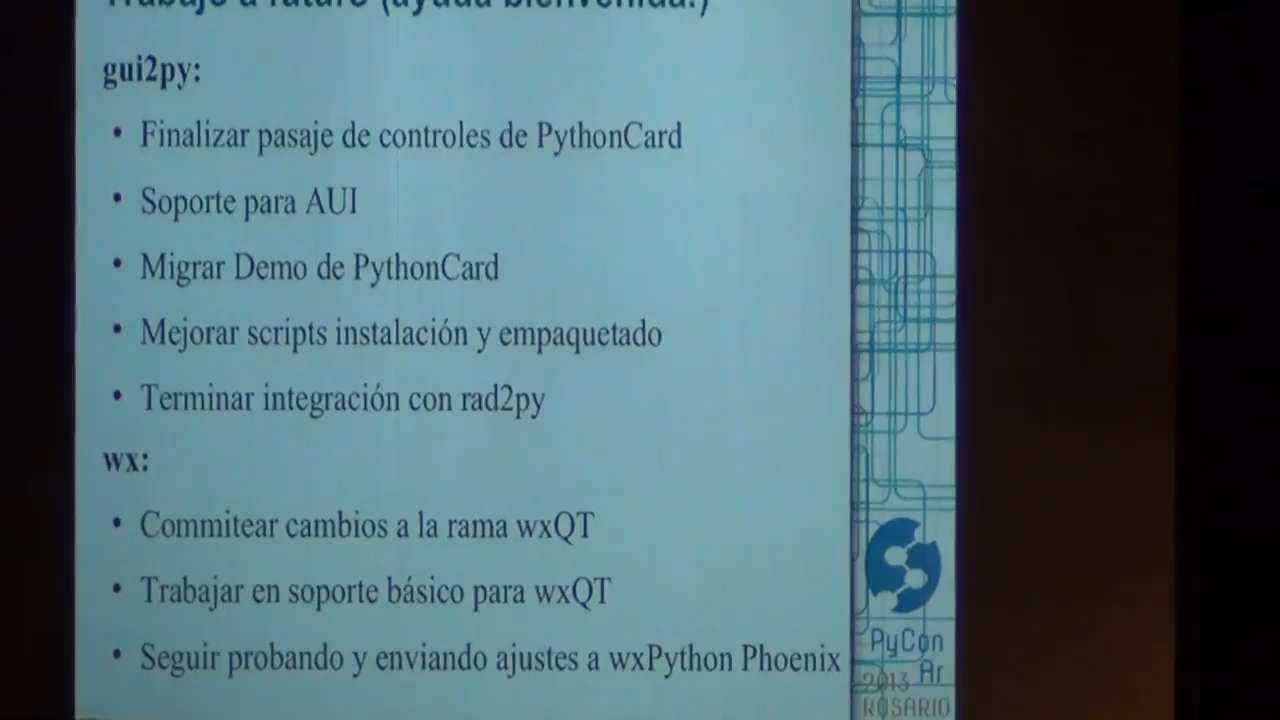 Trabajo a futuro (ayuda bienvenida!)
gui2py:
• Finalizar pasaje de controles de PythonCard
• Soporte para AUI
• Migrar Demo de PythonCard
• Mejorar scripts instalación y empaquetado
• Terminar integración con rad2py
wx:
• Commitear cambios a la rama wxQT
• Trabajar en soporte básico para wxQT
• Seguir probando y enviando ajustes a wxPython Phoenix
PyCon
Ar
2013
ROSARIO